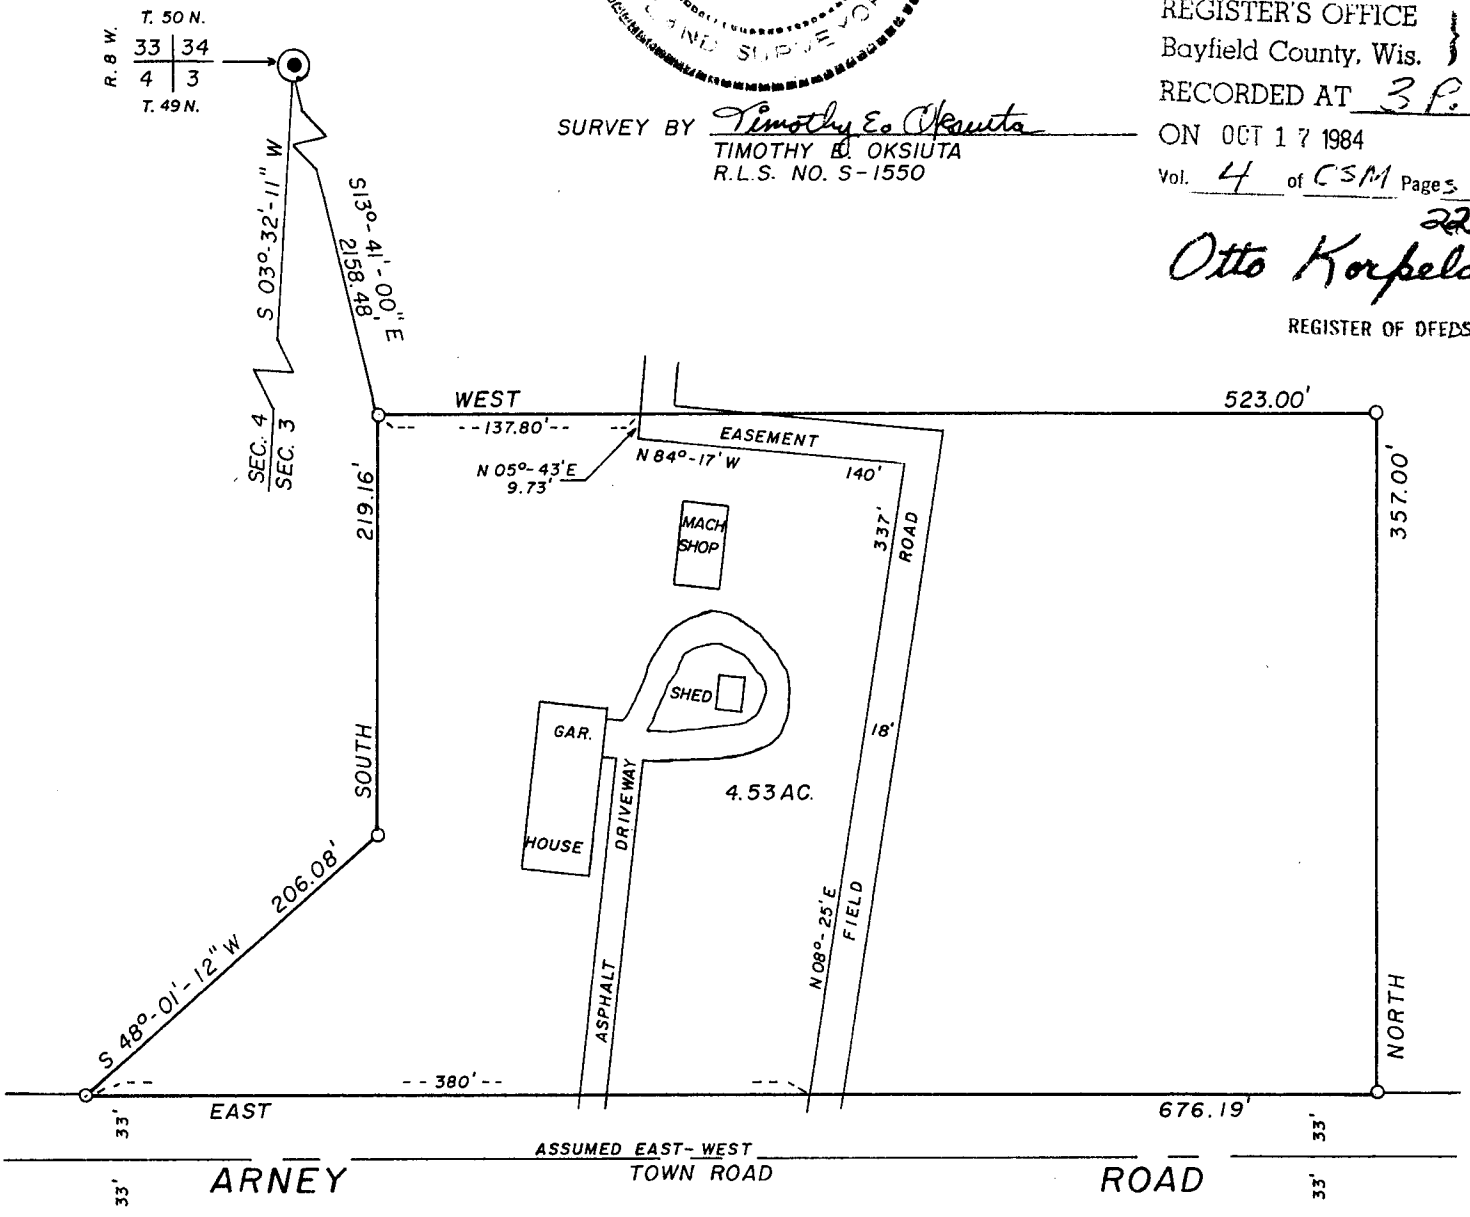 T. 50 N.
R. 8 W.
33 34
4 3
T. 49 N.
LAND SURVEYOR
SURVEY BY Timothy E. Oksiuta
TIMOTHY E. OKSIUTA
R.L.S. NO. S-1550
REGISTER'S OFFICE
Bayfield County, Wis.
RECORDED AT 3 P.
ON OCT 17 1984
Vol. 4 of CSM Pages
22
Otto Korpela
REGISTER OF DEEDS
S 03°-32'-11" W
S13°-41'-00" E
2158.48'
SEC. 4
SEC. 3
WEST
523.00'
137.80'
EASEMENT
N 84°-17' W
140'
N 05°-43' E
9.73'
219.16'
SOUTH
357.00'
NORTH
MACH
SHOP
337'
ROAD
SHED
GAR.
HOUSE
18'
4.53 AC.
DRIVEWAY
ASPHALT
N 08°-25' E
FIELD
206.08'
S 48°-01'-12" W
380'
EAST
676.19'
33'
33'
ASSUMED EAST-WEST
TOWN ROAD
ARNEY ROAD
33'
33'